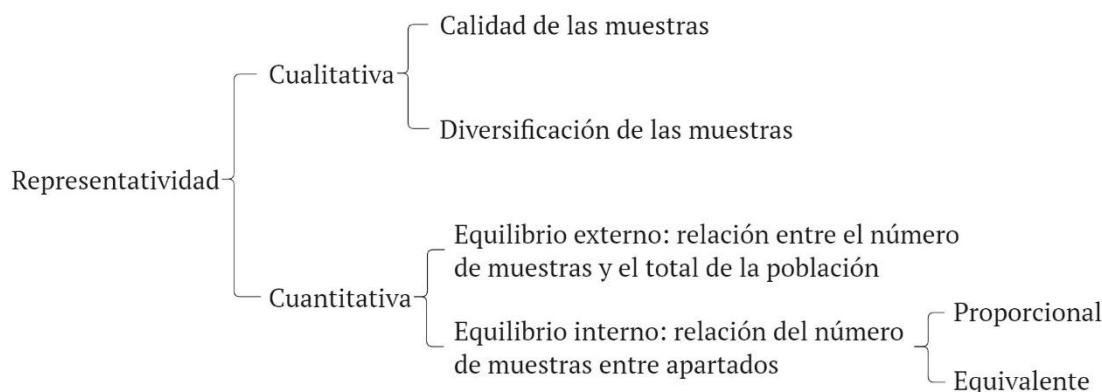 Calidad de las muestras
Cualitativa
Diversificación de las muestras
Representatividad
Equilibrio externo: relación entre el número
de muestras y el total de la población
Cuantitativa
Equilibrio interno: relación del número
de muestras entre apartados
Proporcional
Equivalente